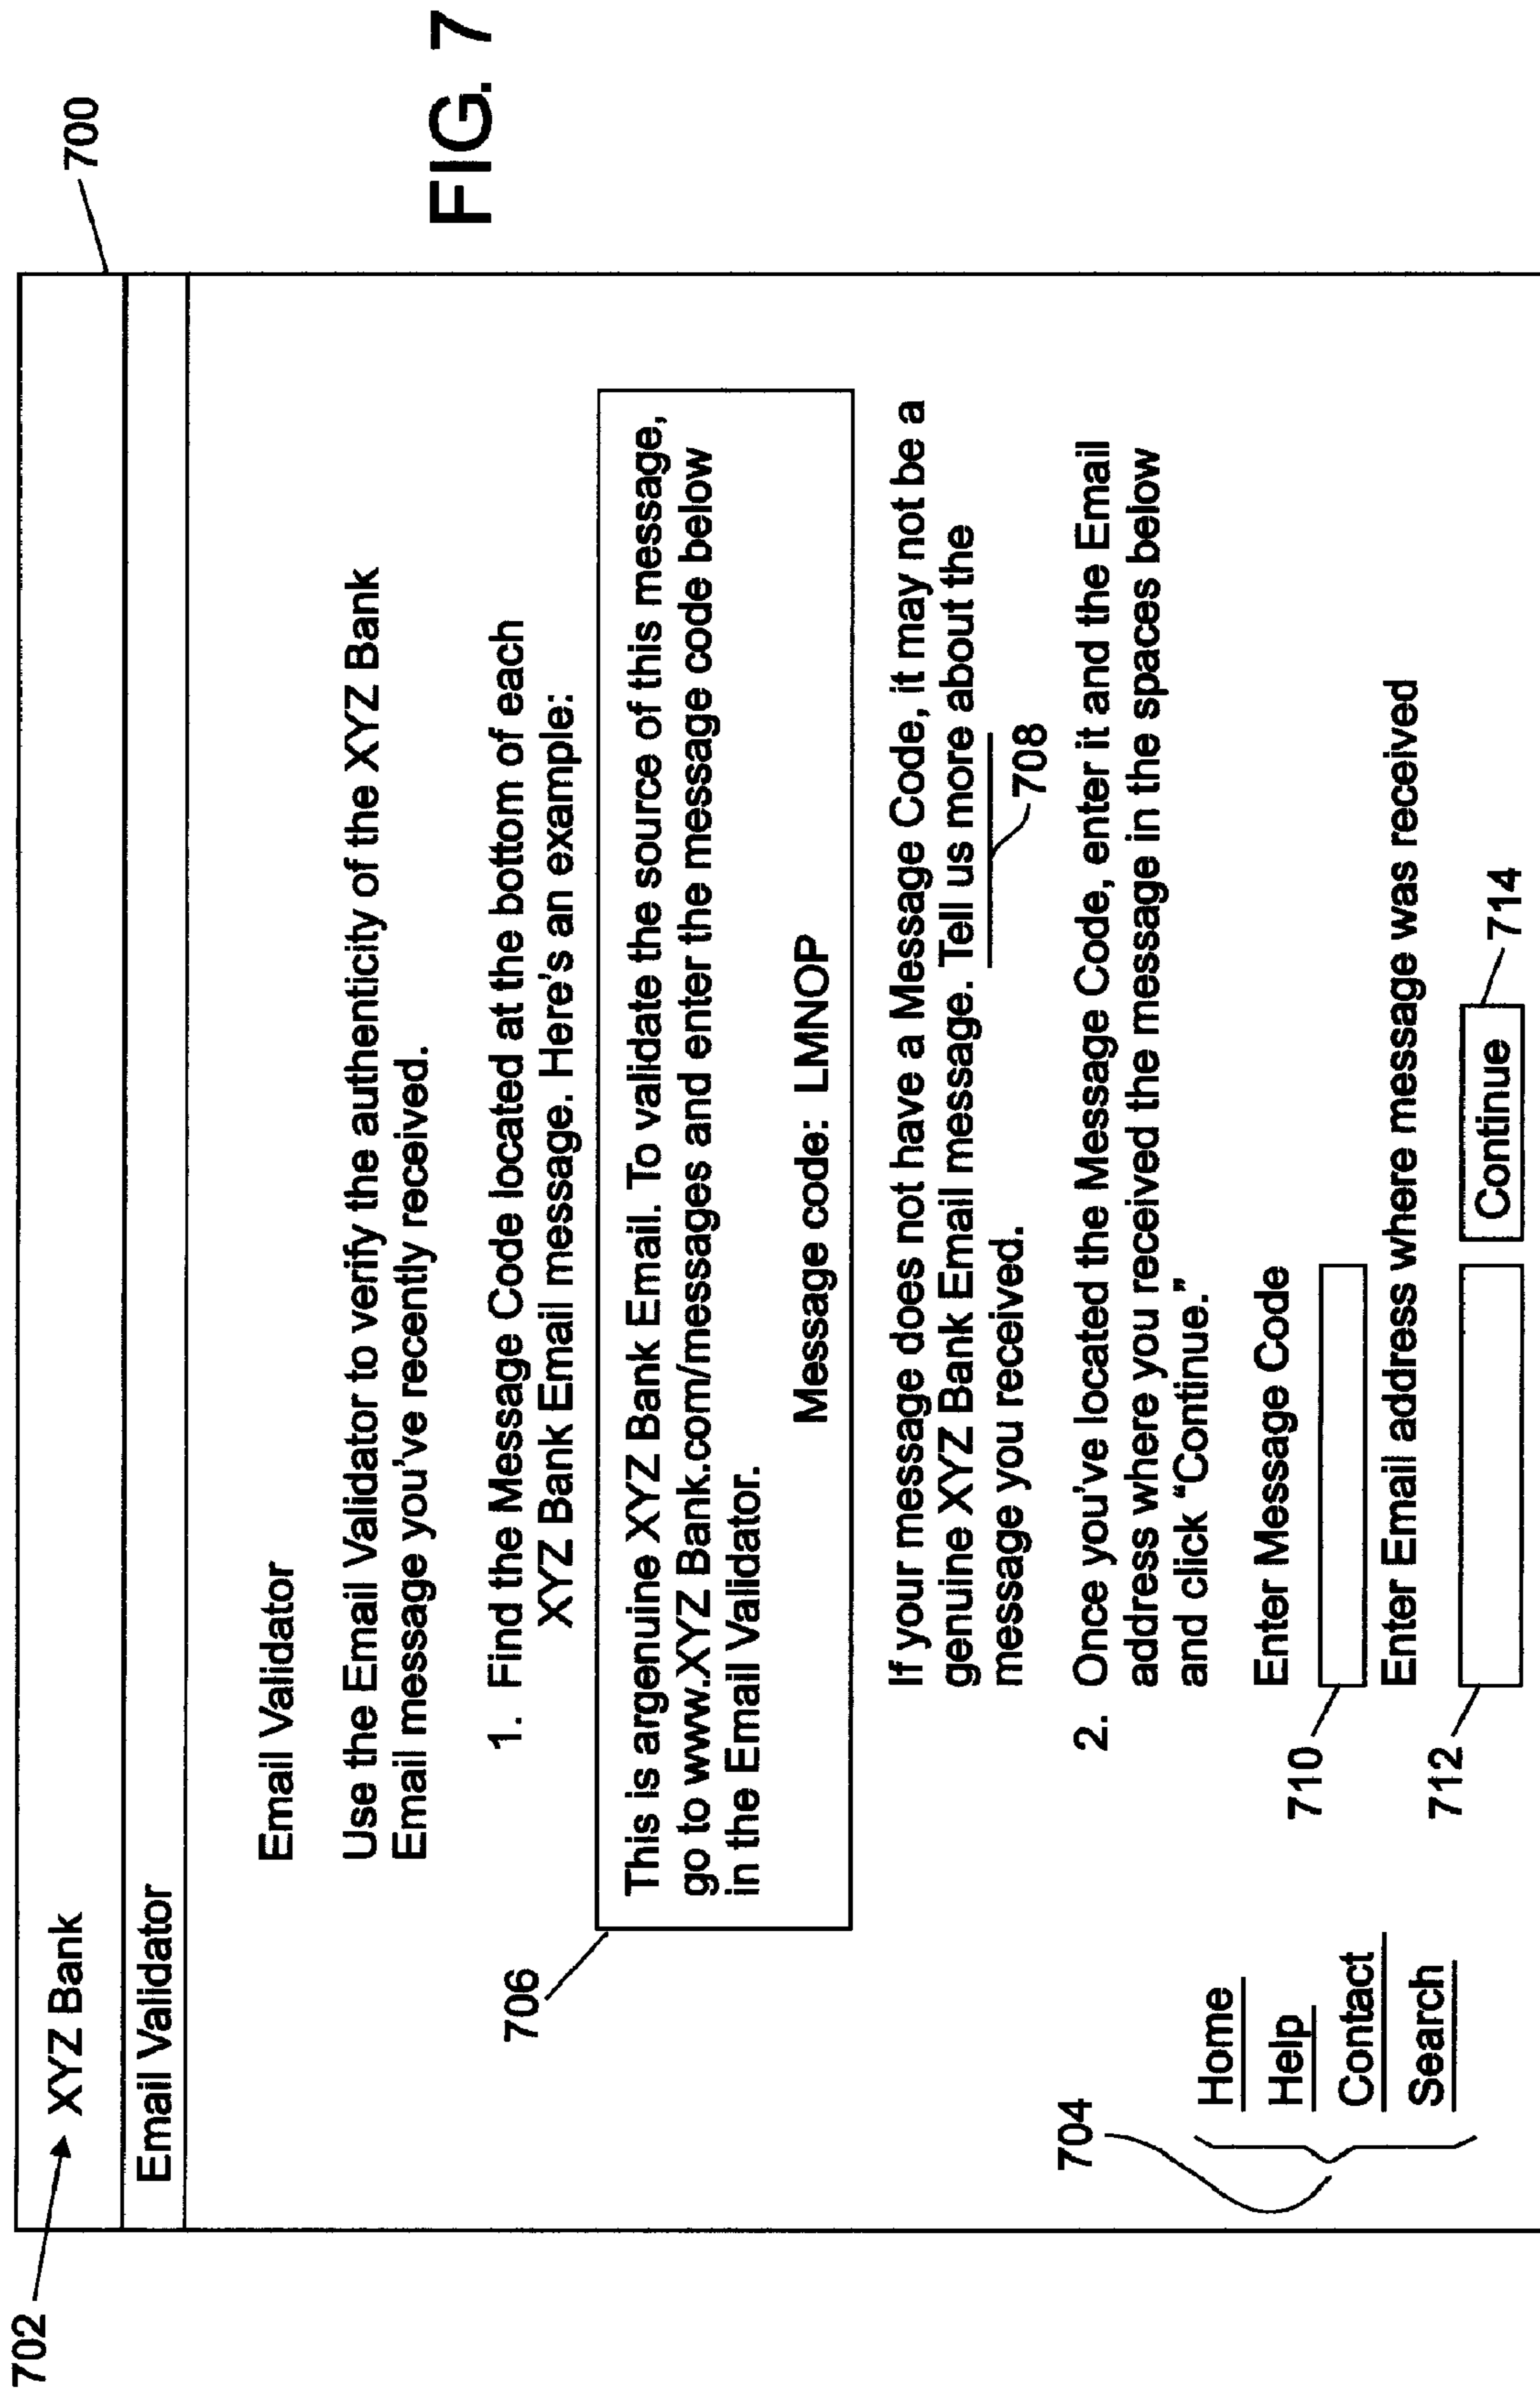 702
XYZ Bank
700
Email Validator
FIG. 7
Email Validator
Use the Email Validator to verify the authenticity of the XYZ Bank
Email message you've recently received.
1. Find the Message Code located at the bottom of each
XYZ Bank Email message. Here's an example:
706
This is argenuine XYZ Bank Email. To validate the source of this message,
go to www.XYZ Bank.com/messages and enter the message code below
in the Email Validator.
Message code: LMNOP
If your message does not have a Message Code, it may not be a
genuine XYZ Bank Email message. Tell us more about the
message you received.
708
2. Once you've located the Message Code, enter it and the Email
address where you received the message in the spaces below
and click “Continue.”
704
Home
Help
Contact
Search
Enter Message Code
710
Enter Email address where message was received
712
Continue
714